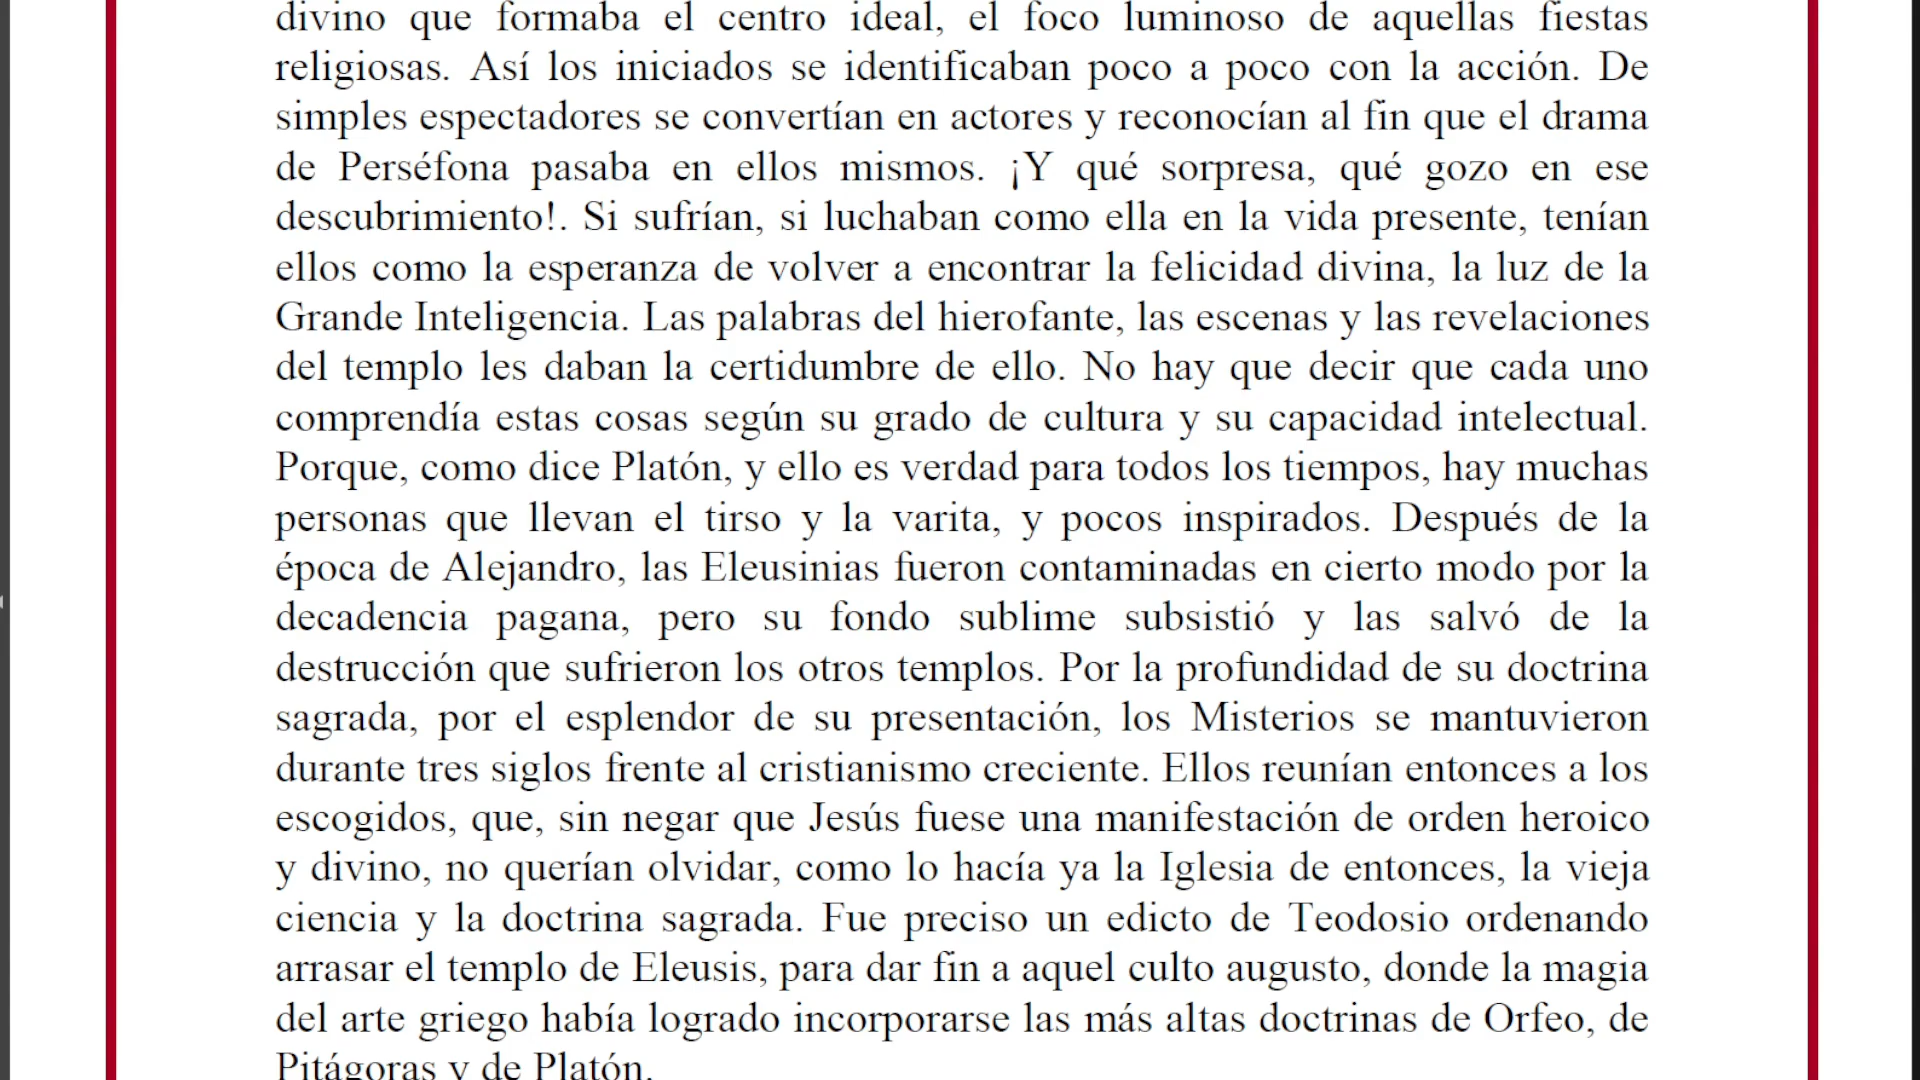 divino que formaba el centro ideal, el foco luminoso de aquellas fiestas
religiosas. Así los iniciados se identificaban poco a poco con la acción. De
simples espectadores se convertían en actores y reconocían al fin que el drama
de Perséfona pasaba en ellos mismos. ¡Y qué sorpresa, qué gozo en ese
descubrimiento!. Si sufrían, si luchaban como ella en la vida presente, tenían
ellos como la esperanza de volver a encontrar la felicidad divina, la luz de la
Grande Inteligencia. Las palabras del hierofante, las escenas y las revelaciones
del templo les daban la certidumbre de ello. No hay que decir que cada uno
comprendía estas cosas según su grado de cultura y su capacidad intelectual.
Porque, como dice Platón, y ello es verdad para todos los tiempos, hay muchas
personas que llevan el tirso y la varita, y pocos inspirados. Después de la
época de Alejandro, las Eleusinias fueron contaminadas en cierto modo por la
decadencia pagana, pero su fondo sublime subsistió y las salvó de la
destrucción que sufrieron los otros templos. Por la profundidad de su doctrina
sagrada, por el esplendor de su presentación, los Misterios se mantuvieron
durante tres siglos frente al cristianismo creciente. Ellos reunían entonces a los
escogidos, que, sin negar que Jesús fuese una manifestación de orden heroico
y divino, no querían olvidar, como lo hacía ya la Iglesia de entonces, la vieja
ciencia y la doctrina sagrada. Fue preciso un edicto de Teodosio ordenando
arrasar el templo de Eleusis, para dar fin a aquel culto augusto, donde la magia
del arte griego había logrado incorporarse las más altas doctrinas de Orfeo, de
Pitágoras y de Platón.